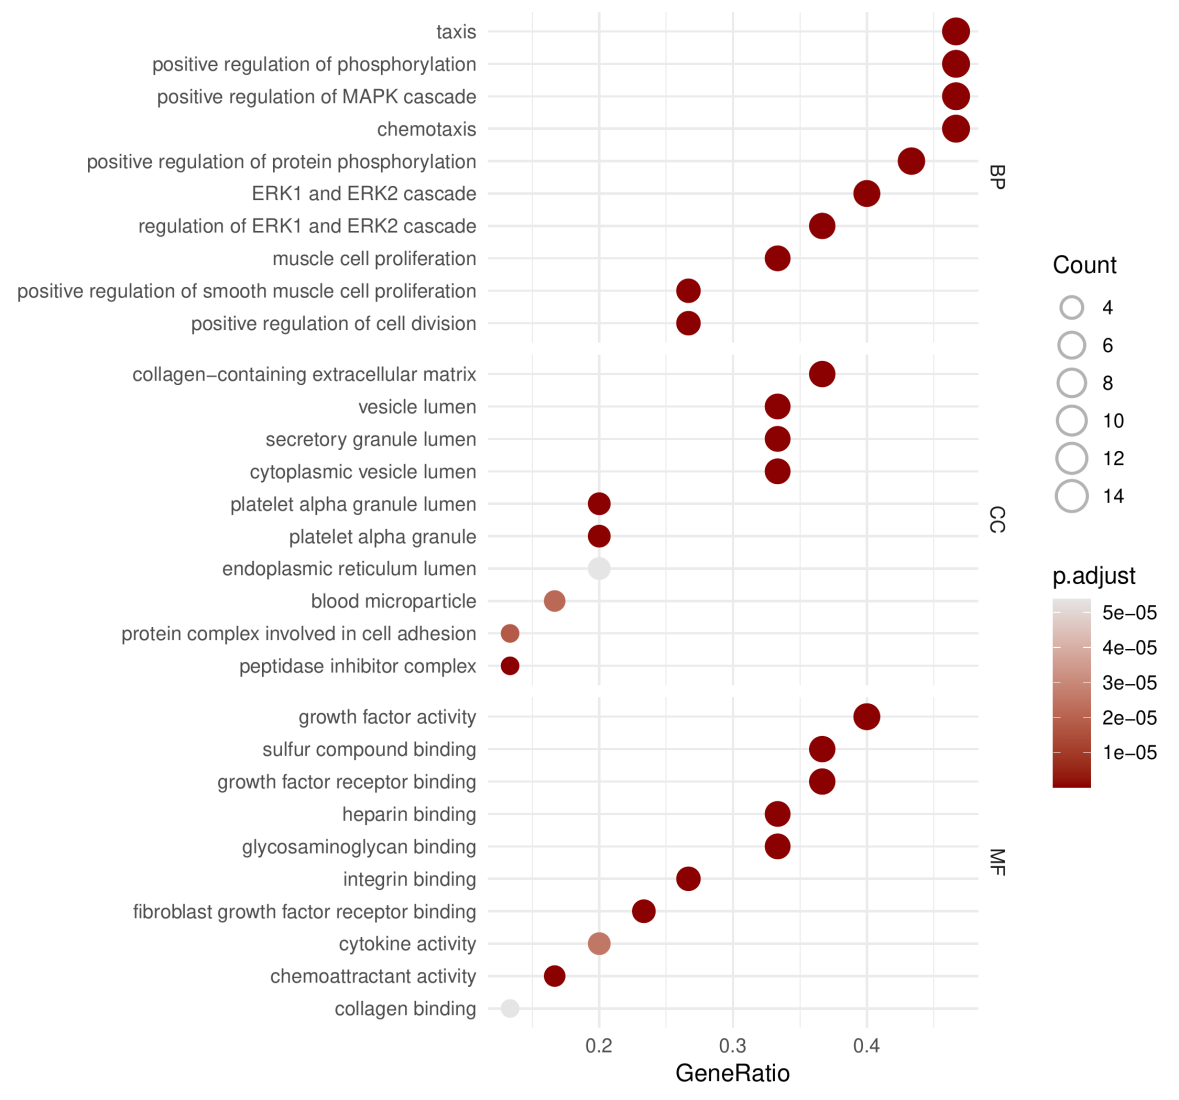 taxis
positive regulation of phosphorylation
positive regulation of MAPK cascade
chemotaxis
positive regulation of protein phosphorylation
ERK1 and ERK2 cascade
regulation of ERK1 and ERK2 cascade
muscle cell proliferation
positive regulation of smooth muscle cell proliferation
positive regulation of cell division
BP
collagen−containing extracellular matrix
vesicle lumen
secretory granule lumen
cytoplasmic vesicle lumen
platelet alpha granule lumen
platelet alpha granule
endoplasmic reticulum lumen
blood microparticle
protein complex involved in cell adhesion
peptidase inhibitor complex
CC
growth factor activity
sulfur compound binding
growth factor receptor binding
heparin binding
glycosaminoglycan binding
integrin binding
fibroblast growth factor receptor binding
cytokine activity
chemoattractant activity
collagen binding
MF
0.2 0.3 0.4
GeneRatio
Count
4
6
8
10
12
14
p.adjust
5e−05
4e−05
3e−05
2e−05
1e−05